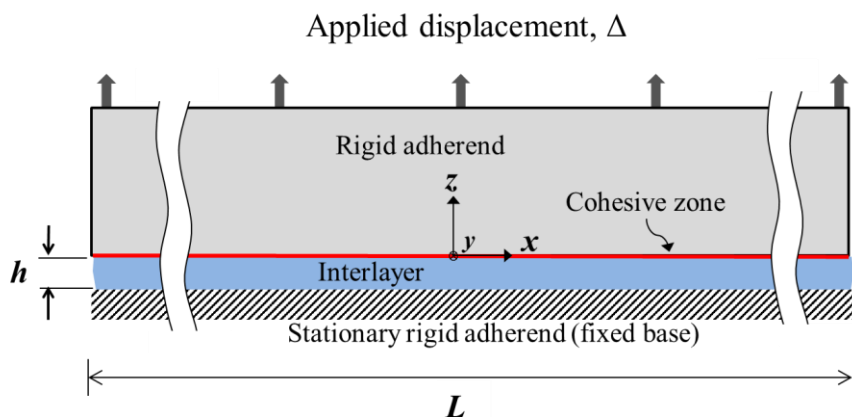 Applied displacement, Δ
Rigid adherend
z
Cohesive zone
y
x
h
Interlayer
Stationary rigid adherend (fixed base)
L